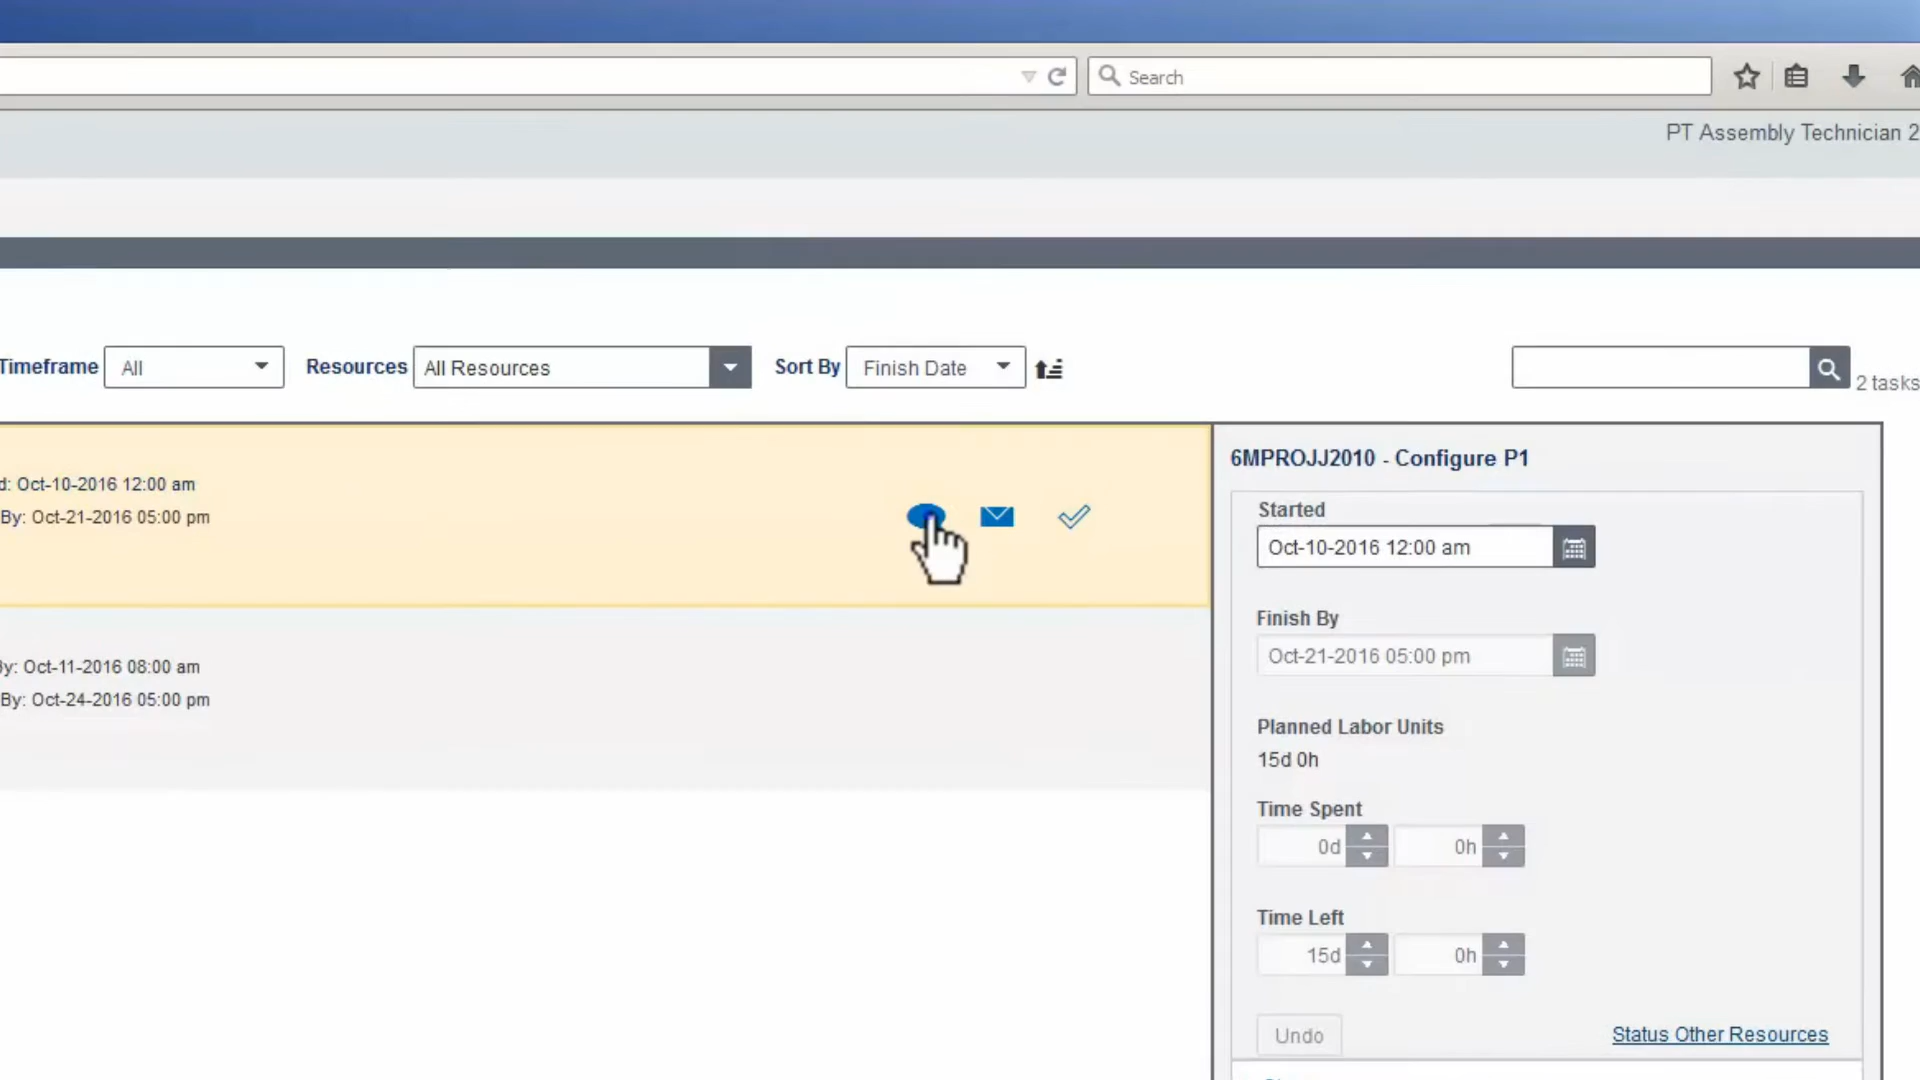 Search
PT Assembly Technician 2
Timeframe All Resources All Resources Sort By Finish Date
2 tasks
d: Oct-10-2016 12:00 am
By: Oct-21-2016 05:00 pm
By: Oct-11-2016 08:00 am
By: Oct-24-2016 05:00 pm
6MPROJJ2010 - Configure P1
Started
Oct-10-2016 12:00 am
Finish By
Oct-21-2016 05:00 pm
Planned Labor Units
15d 0h
Time Spent
0d 0h
Time Left
15d 0h
Undo Status Other Resources